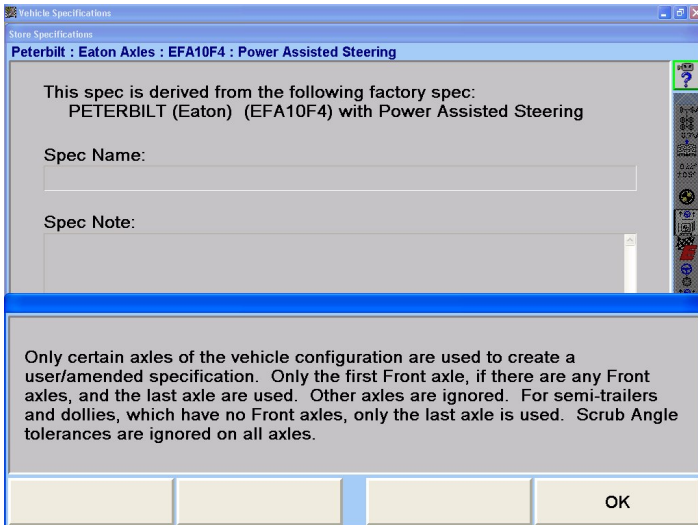 Vehicle Specifications
Store Specifications
Peterbilt : Eaton Axles : EFA10F4 : Power Assisted Steering
This spec is derived from the following factory spec:
PETERBILT (Eaton) (EFA10F4) with Power Assisted Steering
Spec Name:
Spec Note:
Only certain axles of the vehicle configuration are used to create a
user/amended specification. Only the first Front axle, if there are any Front
axles, and the last axle are used. Other axles are ignored. For semi-trailers
and dollies, which have no Front axles, only the last axle is used. Scrub Angle
tolerances are ignored on all axles.
OK